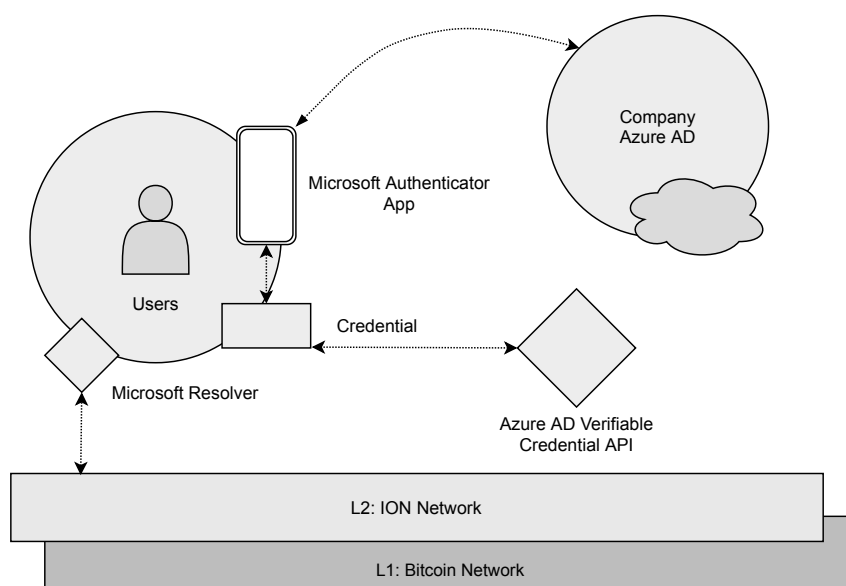 Company
Azure AD
Microsoft Authenticator
App
Users
Credential
Microsoft Resolver
Azure AD Verifiable
Credential API
L2: ION Network
L1: Bitcoin Network